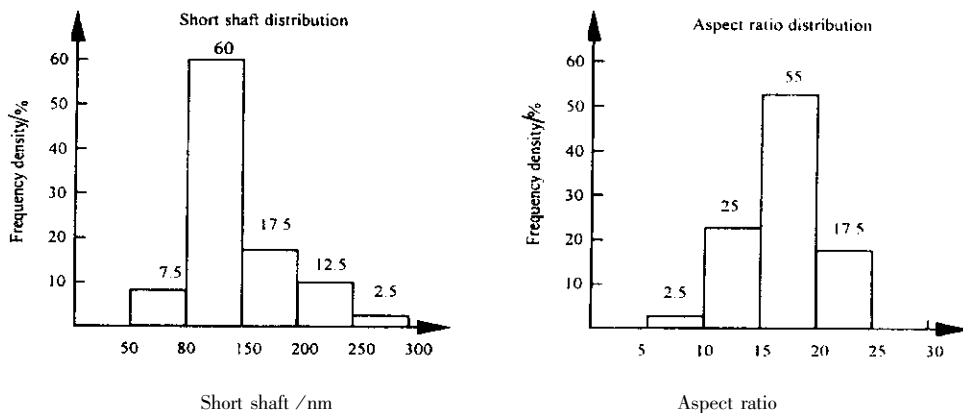 Short shaft distribution
Frequency density/%
60
50
40
30
20
10
7.5
60
17 5
12.5
2.5
50 80 150 200 250 300
Short shaft /nm
Aspect ratio distribution
Frequency density/%
60
50
40
30
20
10
2.5
25
55
17 5
5 10 15 20 25 30
Aspect ratio